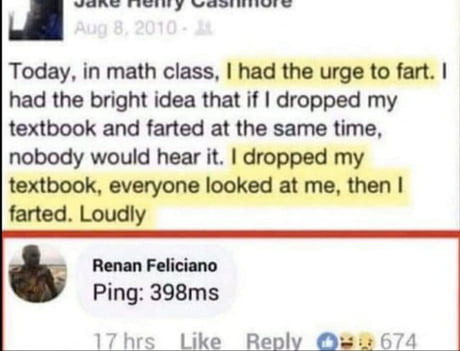 Jake Henry Cashmore
Aug 8, 2010 ·
Today, in math class, I had the urge to fart. I
had the bright idea that if I dropped my
textbook and farted at the same time,
nobody would hear it. I dropped my
textbook, everyone looked at me, then I
farted. Loudly
Renan Feliciano
Ping: 398ms
17 hrs Like Reply 674